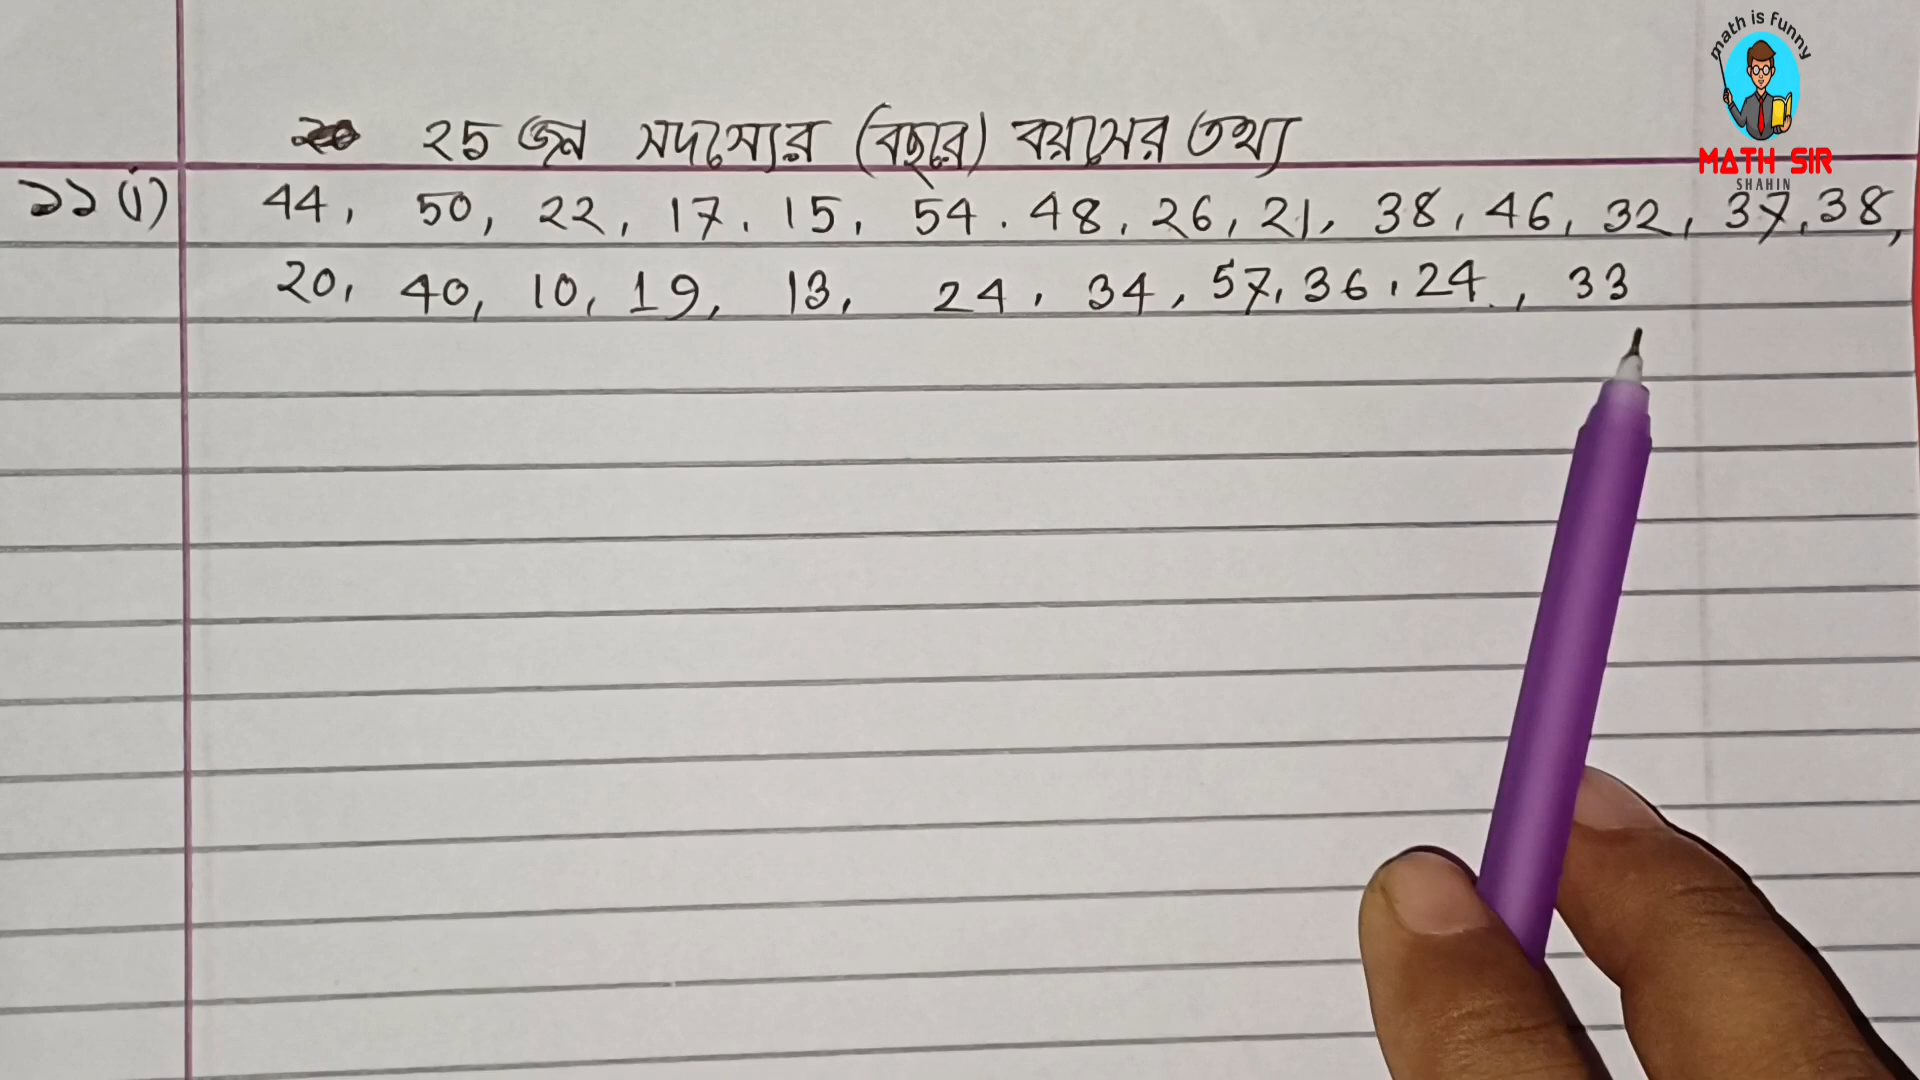 math is funny
MATH SIR
SHAHIN
২5 জন সদস্যের (বছরে) বয়সের তথ্য
১১ (i) 44, 50, 22, 17, 15, 54, 48, 26, 21, 38, 46, 32, 37, 38,
20, 40, 10, 19, 13, 24, 34, 57, 36, 24, 33